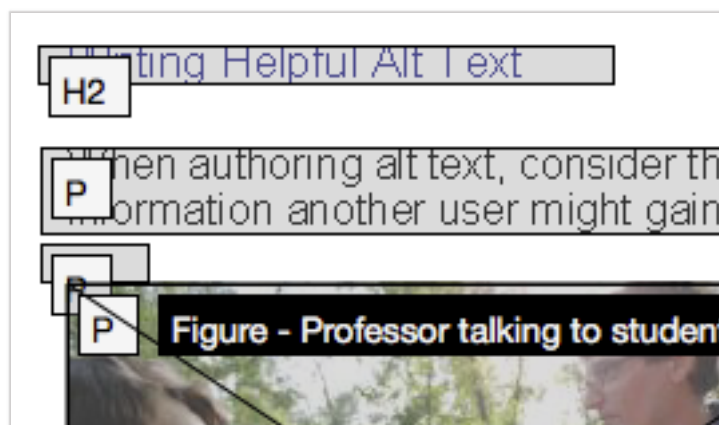 Writing Helpful Alt Text
H2
When authoring alt text, consider th
P
information another user might gain
P
P
Figure - Professor talking to studen